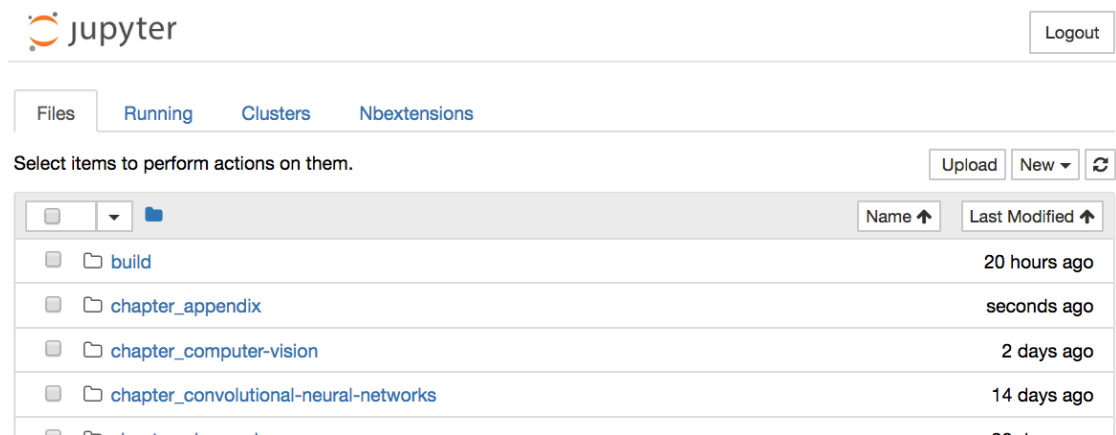 jupyter
Logout
Files Running Clusters Nbextensions
Select items to perform actions on them.
Upload New
Name Last Modified
build 20 hours ago
chapter_appendix seconds ago
chapter_computer-vision 2 days ago
chapter_convolutional-neural-networks 14 days ago